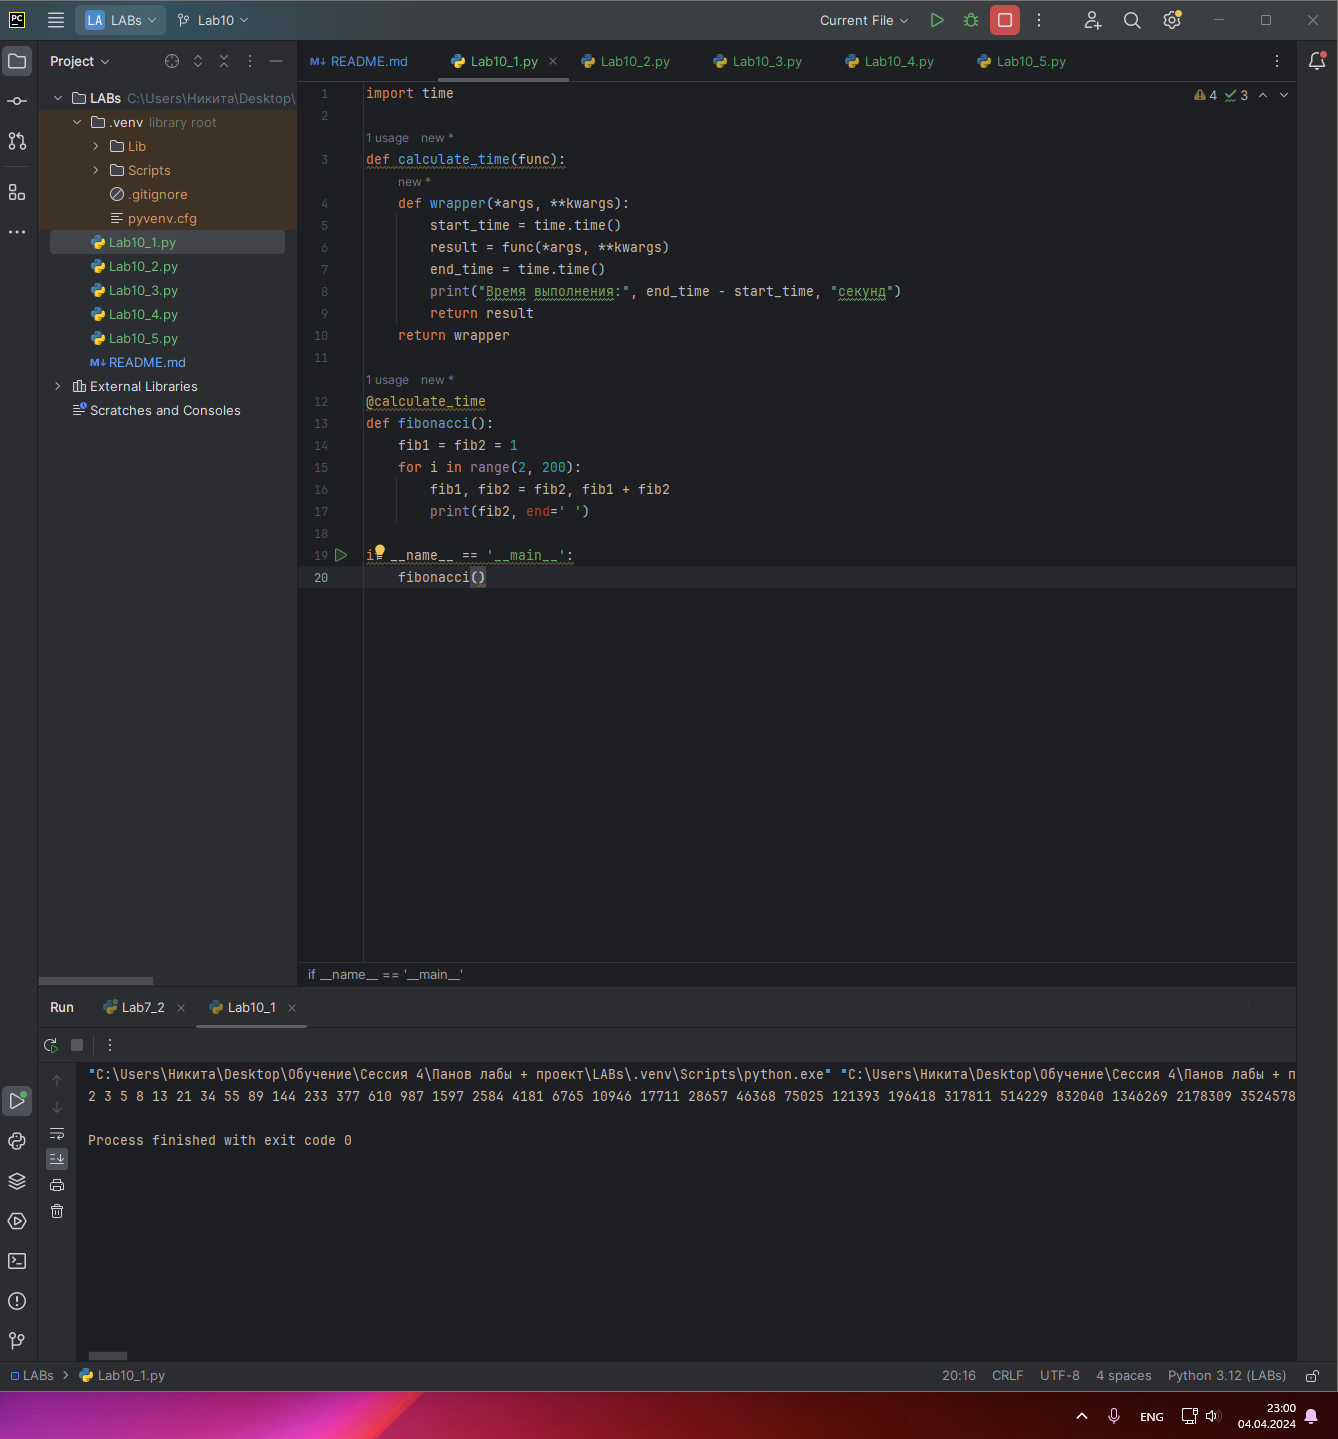 PC LA LABs Lab10 Current File
Project
README.md Lab10_1.py Lab10_2.py Lab10_3.py Lab10_4.py Lab10_5.py
LABs C:\Users\Никита\Desktop\
.venv library root
Lib
Scripts
.gitignore
pyvenv.cfg
Lab10_1.py
Lab10_2.py
Lab10_3.py
Lab10_4.py
Lab10_5.py
M↓ README.md
External Libraries
Scratches and Consoles
4 3
1 import time
2
1 usage new *
3 def calculate_time(func):
new *
4 def wrapper(*args, **kwargs):
5 start_time = time.time()
6 result = func(*args, **kwargs)
7 end_time = time.time()
8 print("Время выполнения:", end_time - start_time, "секунд")
9 return result
10 return wrapper
11
1 usage new *
12 @calculate_time
13 def fibonacci():
14 fib1 = fib2 = 1
15 for i in range(2, 200):
16 fib1, fib2 = fib2, fib1 + fib2
17 print(fib2, end=' ')
18
19 if __name__ == '__main__':
20 fibonacci()
if __name__ == '__main__'
Run Lab7_2 Lab10_1
"C:\Users\Никита\Desktop\Обучение\Сессия 4\Панов лабы + проект\LABs\.venv\Scripts\python.exe" "C:\Users\Никита\Desktop\Обучение\Сессия 4\Панов лабы + п
2 3 5 8 13 21 34 55 89 144 233 377 610 987 1597 2584 4181 6765 10946 17711 28657 46368 75025 121393 196418 317811 514229 832040 1346269 2178309 3524578
Process finished with exit code 0
LABs Lab10_1.py 20:16 CRLF UTF-8 4 spaces Python 3.12 (LABs)
ENG 23:00
04.04.2024